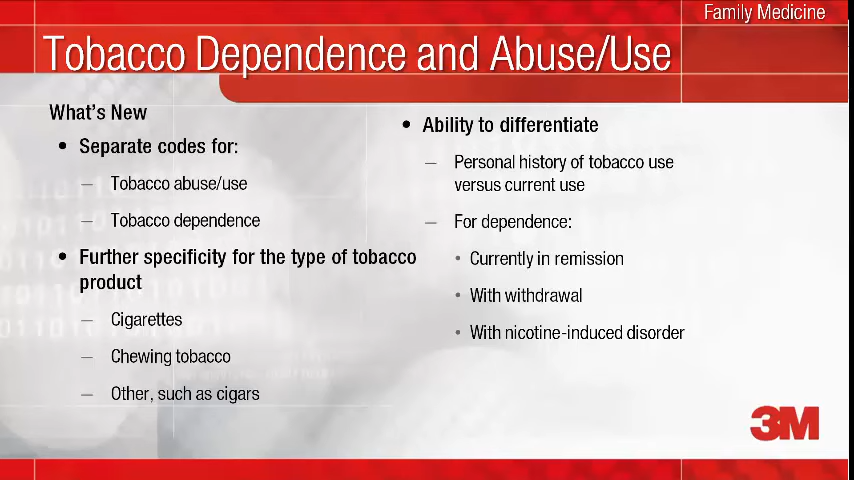 Family Medicine
Tobacco Dependence and Abuse/Use
What's New
• Separate codes for:
– Tobacco abuse/use
– Tobacco dependence
• Further specificity for the type of tobacco
product
– Cigarettes
– Chewing tobacco
– Other, such as cigars
• Ability to differentiate
– Personal history of tobacco use
versus current use
– For dependence:
• Currently in remission
• With withdrawal
• With nicotine-induced disorder
3M